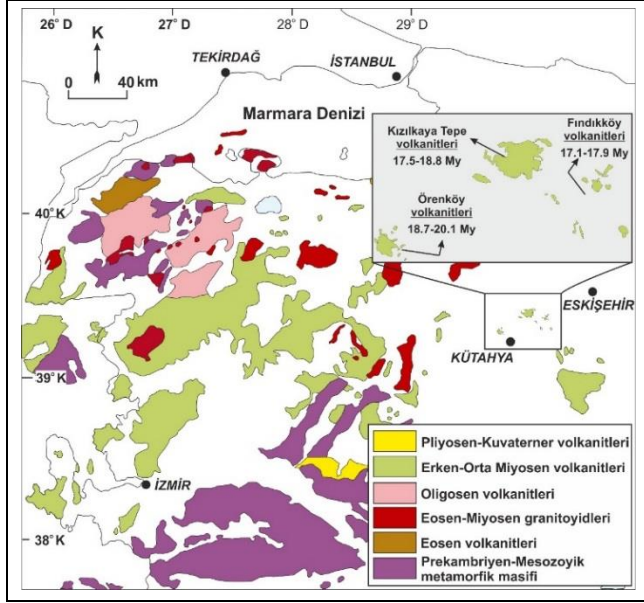 26° D
27° D
28° D
29° D
K
0 40 km
TEKİRDAĞ
İSTANBUL
Marmara Denizi
Kızılkaya Tepe
volkanitleri
17.5-18.8 My
Fındıkköy
volkanitleri
17.1-17.9 My
Örenköy
volkanitleri
18.7-20.1 My
40° K
ESKİŞEHİR
KÜTAHYA
39° K
İZMİR
38° K
Pliyosen-Kuvaterner volkanitleri
Erken-Orta Miyosen volkanitleri
Oligosen volkanitleri
Eosen-Miyosen granitoyidleri
Eosen volkanitleri
Prekambriyen-Mesozoyik
metamorfik masifi